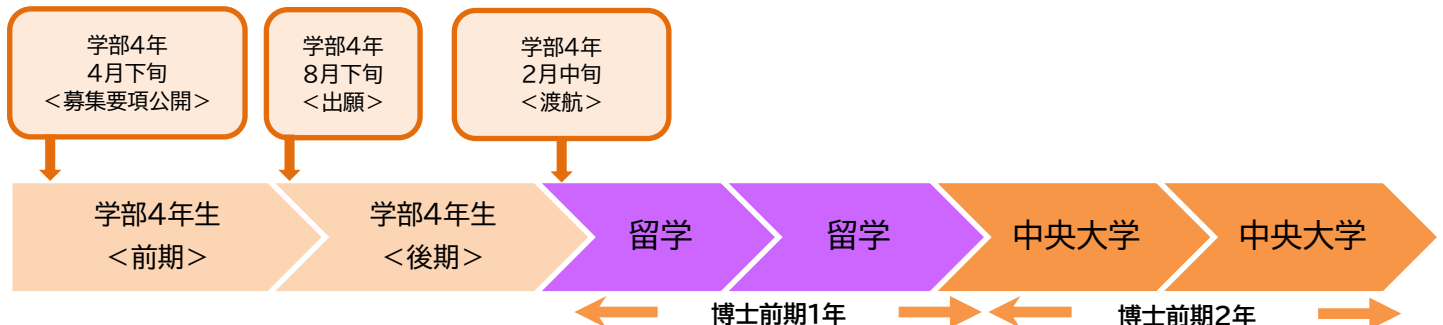 学部4年
4月下旬
＜募集要項公開＞
学部4年
8月下旬
＜出願＞
学部4年
2月中旬
＜渡航＞
学部4年生
＜前期＞
学部4年生
＜後期＞
留学
留学
中央大学
中央大学
博士前期1年
博士前期2年